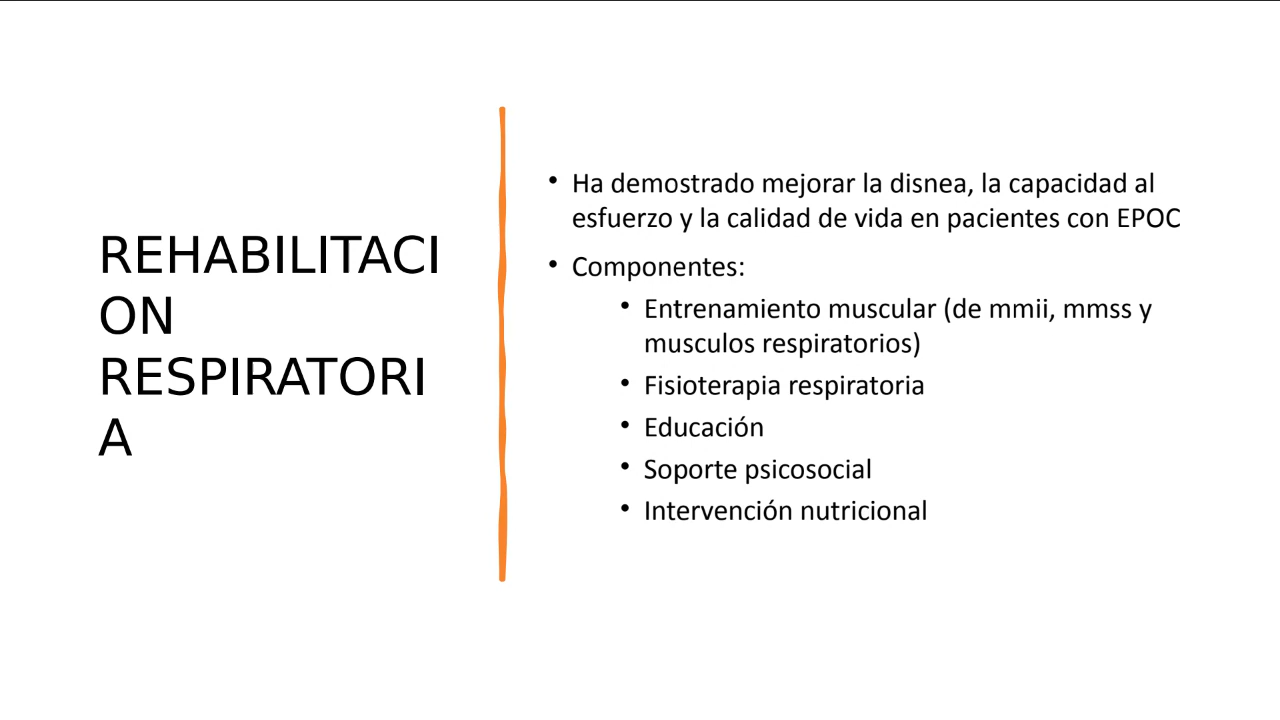 REHABILITACI
ON
RESPIRATORI
A
• Ha demostrado mejorar la disnea, la capacidad al
esfuerzo y la calidad de vida en pacientes con EPOC
• Componentes:
• Entrenamiento muscular (de mmii, mmss y
musculos respiratorios)
• Fisioterapia respiratoria
• Educación
• Soporte psicosocial
• Intervención nutricional